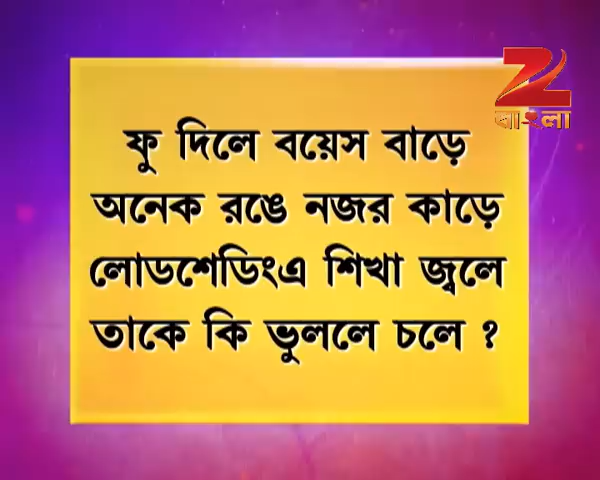 ফু দিলে বয়েস বাড়ে
অনেক রঙে নজর কাড়ে
লোডশেডিংএ শিখা জ্বলে
তাকে কি ভুললে চলে ?
Z
বাংলা